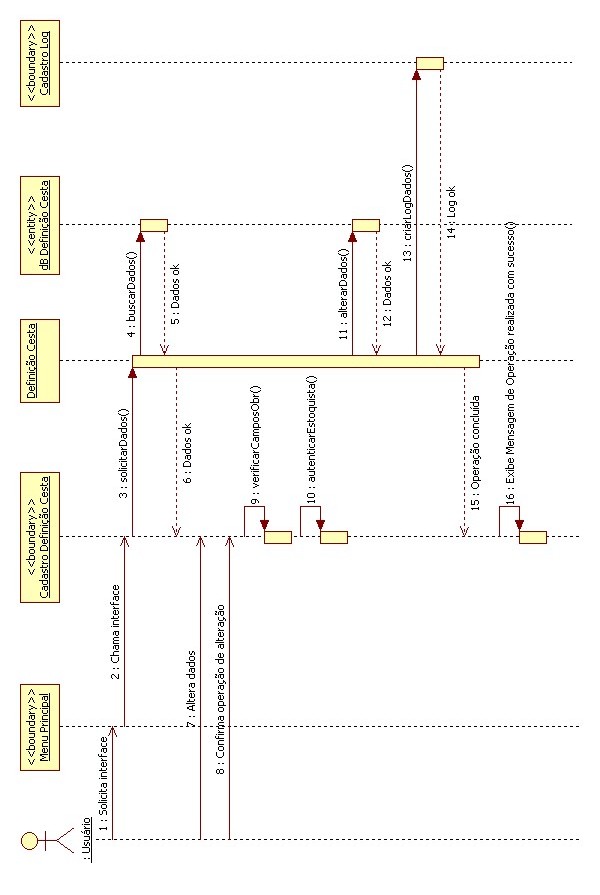 : Usuário
<<boundary>>
Menu Principal
<<boundary>>
Cadastro Definição Cesta
Definição Cesta
<<entity>>
dB Definição Cesta
<<boundary>>
Cadastro Log
1 : Solicita interface
2 : Chama interface
3 : solicitarDados()
4 : buscarDados()
5 : Dados ok
6 : Dados ok
7 : Altera dados
8 : Confirma operação de alteração
9 : verificarCamposObr()
10 : autenticarEstoquista()
11 : alterarDados()
12 : Dados ok
13 : criarLogDados()
14 : Log ok
15 : Operação concluída
16 : Exibe Mensagem de Operação realizada com sucesso()